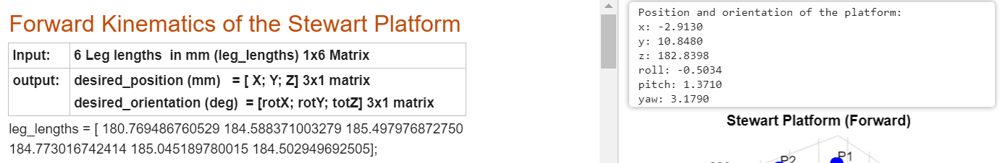 Forward Kinematics of the Stewart Platform
Input: 6 Leg lengths in mm (leg_lengths) 1x6 Matrix
output: desired_position (mm) = [ X; Y; Z] 3x1 matrix
desired_orientation (deg) = [rotX; rotY; totZ] 3x1 matrix
leg_lengths = [ 180.769486760529 184.588371003279 185.497976872750
184.773016742414 185.045189780015 184.502949692505];
Position and orientation of the platform:
x: -2.9130
y: 10.8480
z: 182.8398
roll: -0.5034
pitch: 1.3710
yaw: 3.1790
Stewart Platform (Forward)
P2 P1